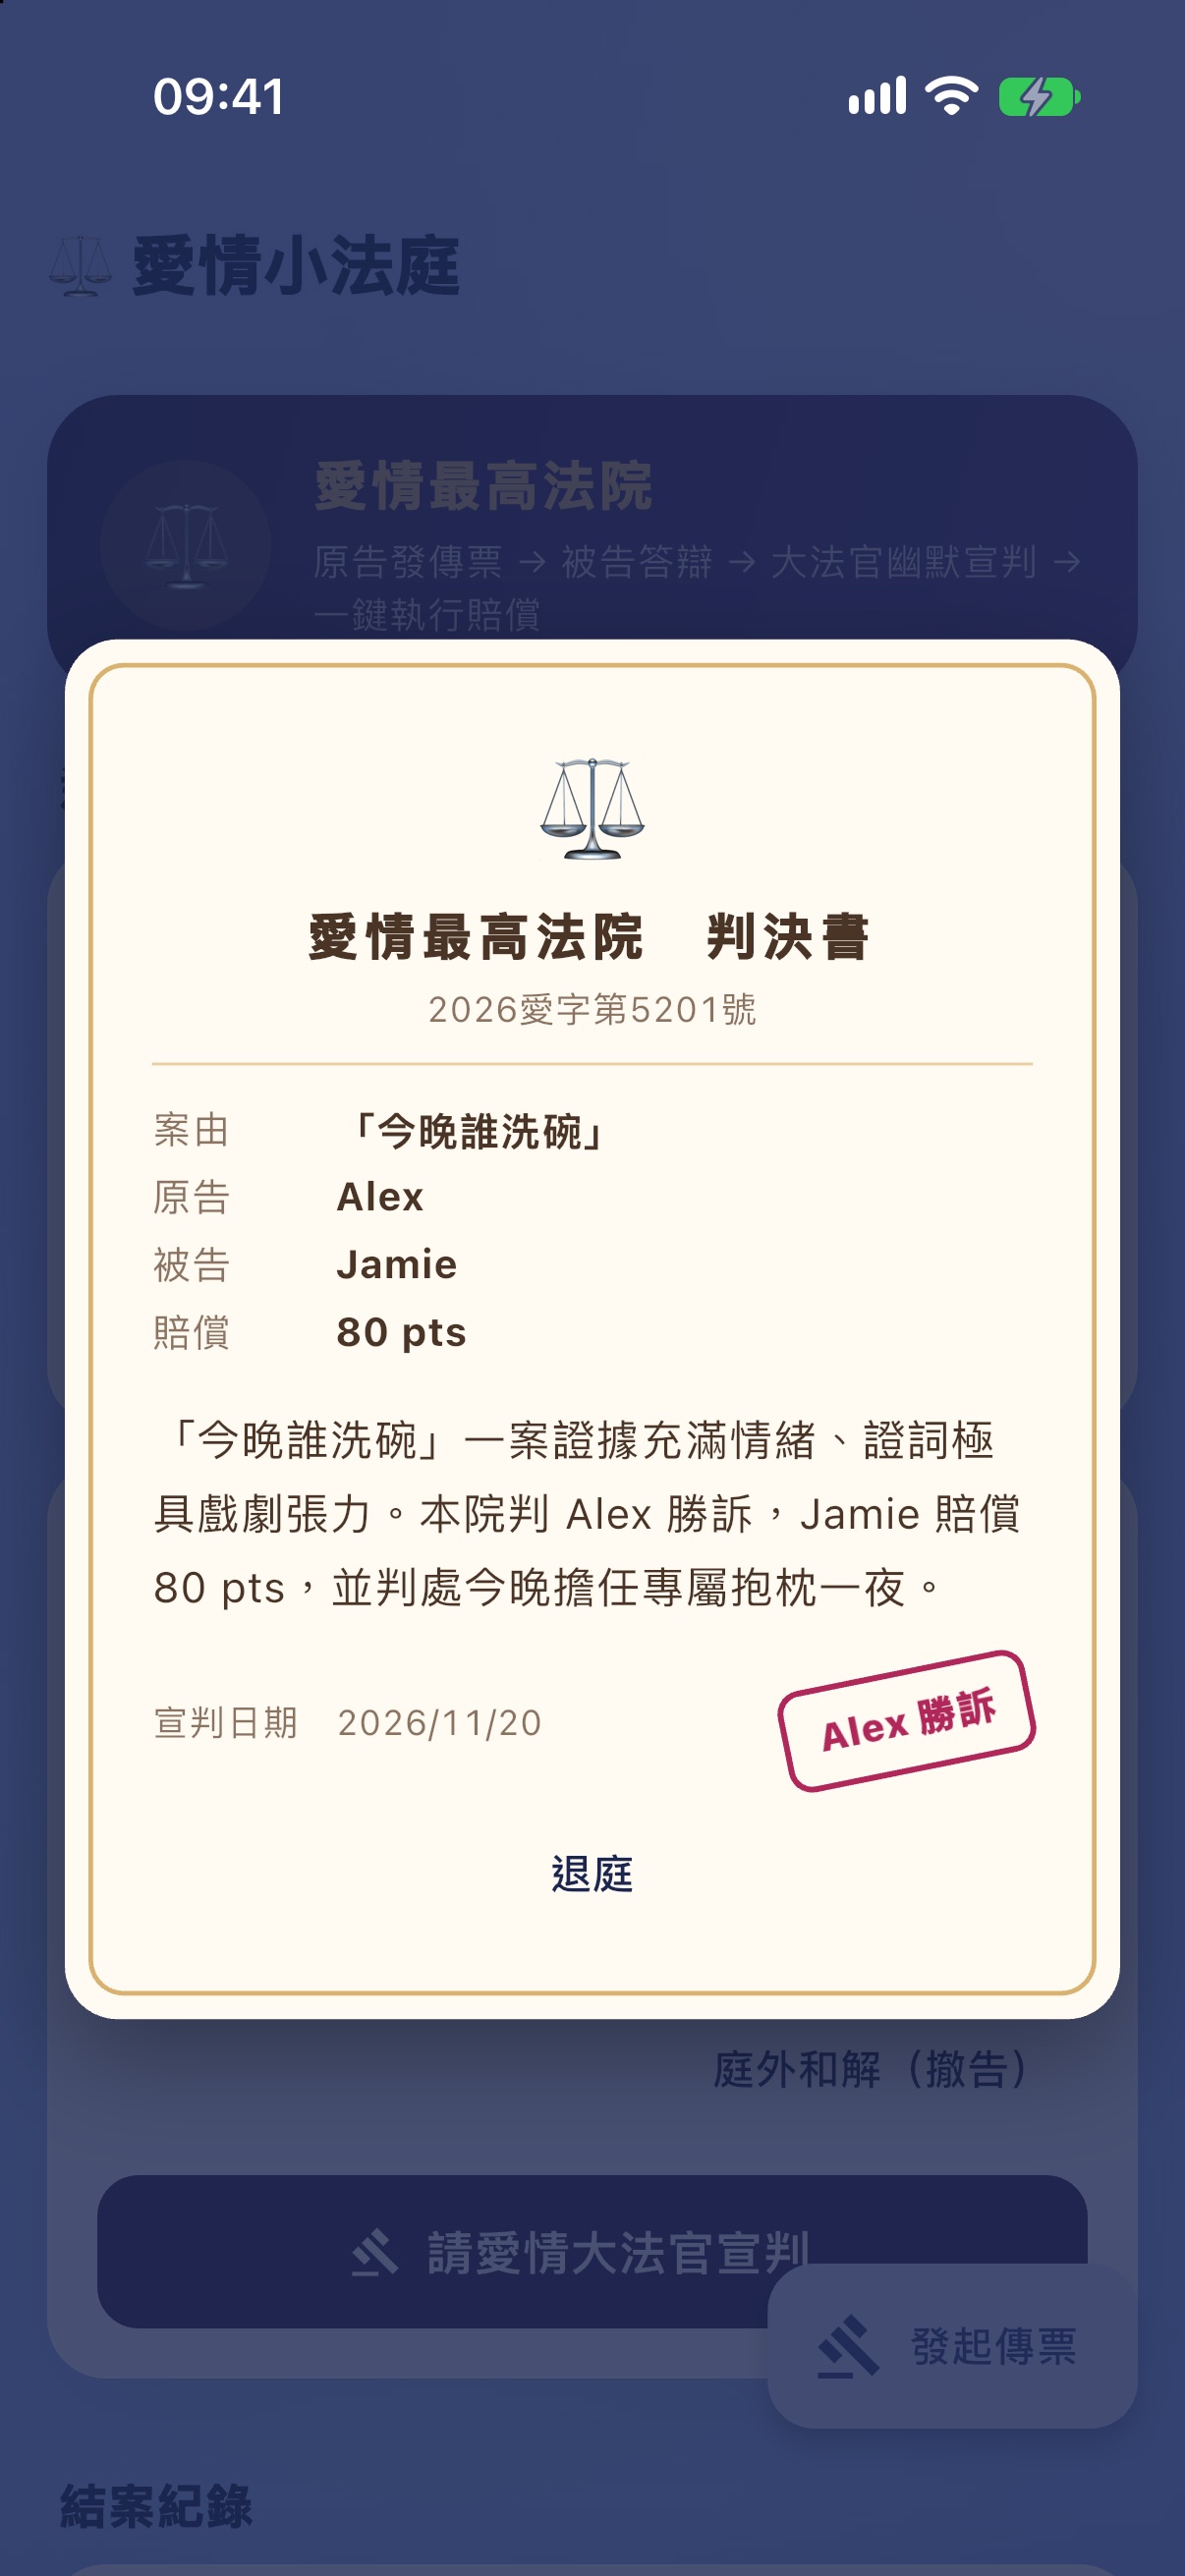 09:41
愛情小法庭
愛情最高法院
原告發傳票 → 被告答辯 → 大法官幽默宣判 →
一鍵執行賠償
愛情最高法院　判決書
2026愛字第5201號
案由 「今晚誰洗碗」
原告 Alex
被告 Jamie
賠償 80 pts
「今晚誰洗碗」一案證據充滿情緒、證詞極
具戲劇張力。本院判 Alex 勝訴，Jamie 賠償
80 pts，並判處今晚擔任專屬抱枕一夜。
宣判日期 2026/11/20
Alex 勝訴
退庭
庭外和解（撤告）
請愛情大法官宣判
發起傳票
結案紀錄